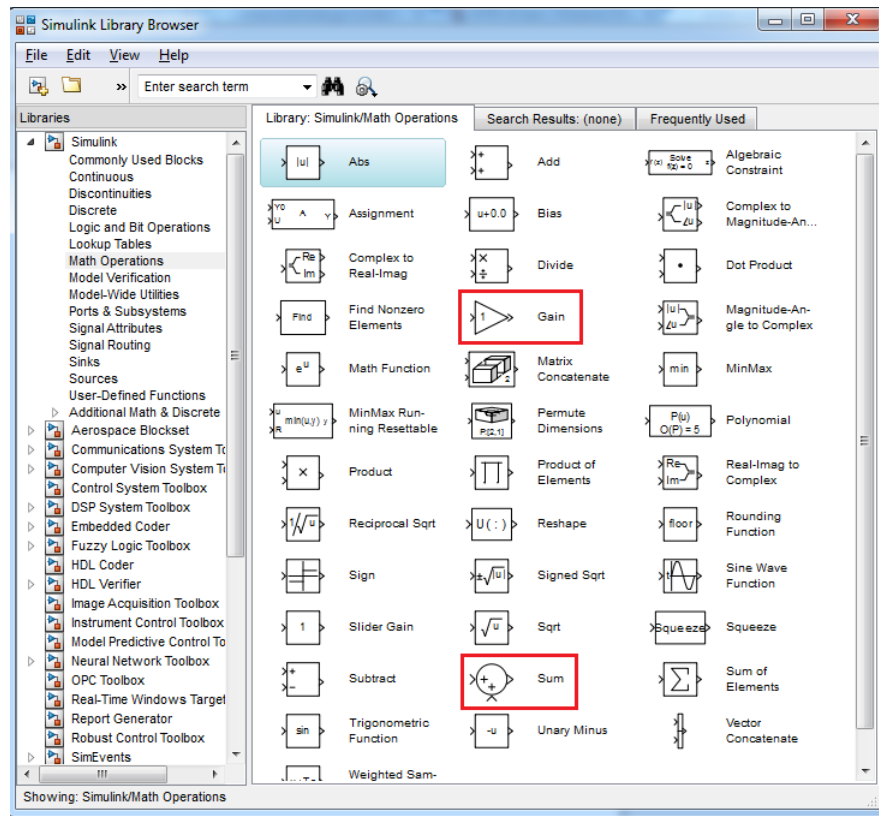 Simulink Library Browser
File Edit View Help
» Enter search term
Libraries
Simulink
Commonly Used Blocks
Continuous
Discontinuities
Discrete
Logic and Bit Operations
Lookup Tables
Math Operations
Model Verification
Model-Wide Utilities
Ports & Subsystems
Signal Attributes
Signal Routing
Sinks
Sources
User-Defined Functions
Additional Math & Discrete
Aerospace Blockset
Communications System To
Computer Vision System To
Control System Toolbox
DSP System Toolbox
Embedded Coder
Fuzzy Logic Toolbox
HDL Coder
HDL Verifier
Image Acquisition Toolbox
Instrument Control Toolbox
Model Predictive Control To
Neural Network Toolbox
OPC Toolbox
Real-Time Windows Target
Report Generator
Robust Control Toolbox
SimEvents
Library: Simulink/Math Operations Search Results: (none) Frequently Used
|u| Abs
+
+ Add
f(z) Solve f(z) = 0 z Algebraic
Constraint
Y0
U A Y Assignment
u+0.0 Bias
|u|
∠u Complex to
Magnitude-An...
Re
Im Complex to
Real-Imag
×
÷ Divide
• Dot Product
Find Find Nonzero
Elements
1 Gain
|u|
∠u Magnitude-An-
gle to Complex
eᵘ Math Function
2 Matrix
Concatenate
min MinMax
u
R min(u,y) y MinMax Run-
ning Resettable
P:[2,1] Permute
Dimensions
P(u)
O(P) = 5 Polynomial
× Product
∏ Product of
Elements
Re
Im Real-Imag to
Complex
1/√u Reciprocal Sqrt
U( : ) Reshape
floor Rounding
Function
Sign
±√|u| Signed Sqrt
t Sine Wave
Function
1 Slider Gain
√u Sqrt
Squeeze Squeeze
+
− Subtract
+
+ Sum
∑ Sum of
Elements
sin Trigonometric
Function
-u Unary Minus
Vector
Concatenate
Weighted Sam-
Showing: Simulink/Math Operations